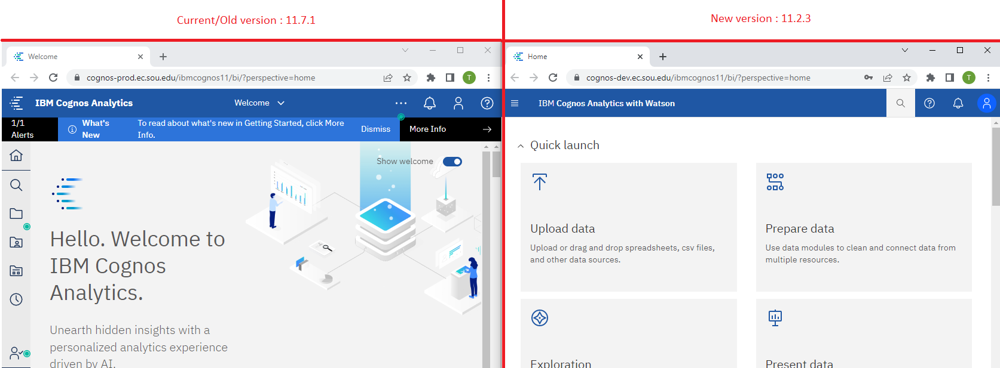 Current/Old version : 11.7.1
Welcome
cognos-prod.ec.sou.edu/ibmcognos11/bi/?perspective=home
T
IBM Cognos Analytics
Welcome
1/1
Alerts
What's
New
To read about what's new in Getting Started, click More
Info.
Dismiss
More Info
Show welcome
Hello. Welcome to
IBM Cognos
Analytics.
Unearth hidden insights with a
personalized analytics experience
driven by AI.
New version : 11.2.3
Home
cognos-dev.ec.sou.edu/ibmcognos11/bi/?perspective=home
T
IBM Cognos Analytics with Watson
Quick launch
Upload data
Upload or drag and drop spreadsheets, csv files,
and other data sources.
Prepare data
Use data modules to clean and connect data from
multiple resources.
Exploration
Present data